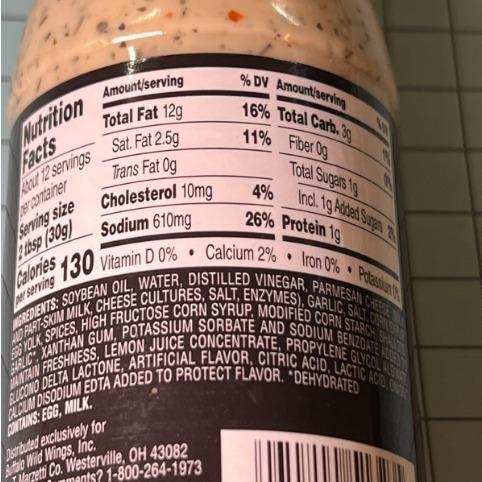 Nutrition
Facts
About 12 servings
per container
Serving size
2 tbsp (30g)
Calories
per serving 130
Amount/serving % DV
Total Fat 12g 16%
Sat. Fat 2.5g 11%
Trans Fat 0g
Cholesterol 10mg 4%
Sodium 610mg 26%
Amount/serving % DV
Total Carb. 3g
Fiber 0g
Total Sugars 1g
Incl. 1g Added Sugars
Protein 1g
Vitamin D 0% • Calcium 2% • Iron 0% • Potassium 0%
INGREDIENTS: SOYBEAN OIL, WATER, DISTILLED VINEGAR, PARMESAN CHEESE
AND PART-SKIM MILK, CHEESE CULTURES, SALT, ENZYMES), GARLIC, SALT,
EGG YOLK, SPICES, HIGH FRUCTOSE CORN SYRUP, MODIFIED CORN STARCH,
GARLIC*, XANTHAN GUM, POTASSIUM SORBATE AND SODIUM BENZOATE ADDED
MAINTAIN FRESHNESS, LEMON JUICE CONCENTRATE, PROPYLENE GLYCOL
GLUCONO DELTA LACTONE, ARTIFICIAL FLAVOR, CITRIC ACID, LACTIC ACID,
CALCIUM DISODIUM EDTA ADDED TO PROTECT FLAVOR. *DEHYDRATED
CONTAINS: EGG, MILK.
Distributed exclusively for
Buffalo Wild Wings, Inc.
T. Marzetti Co. Westerville, OH 43082
1-800-264-1973